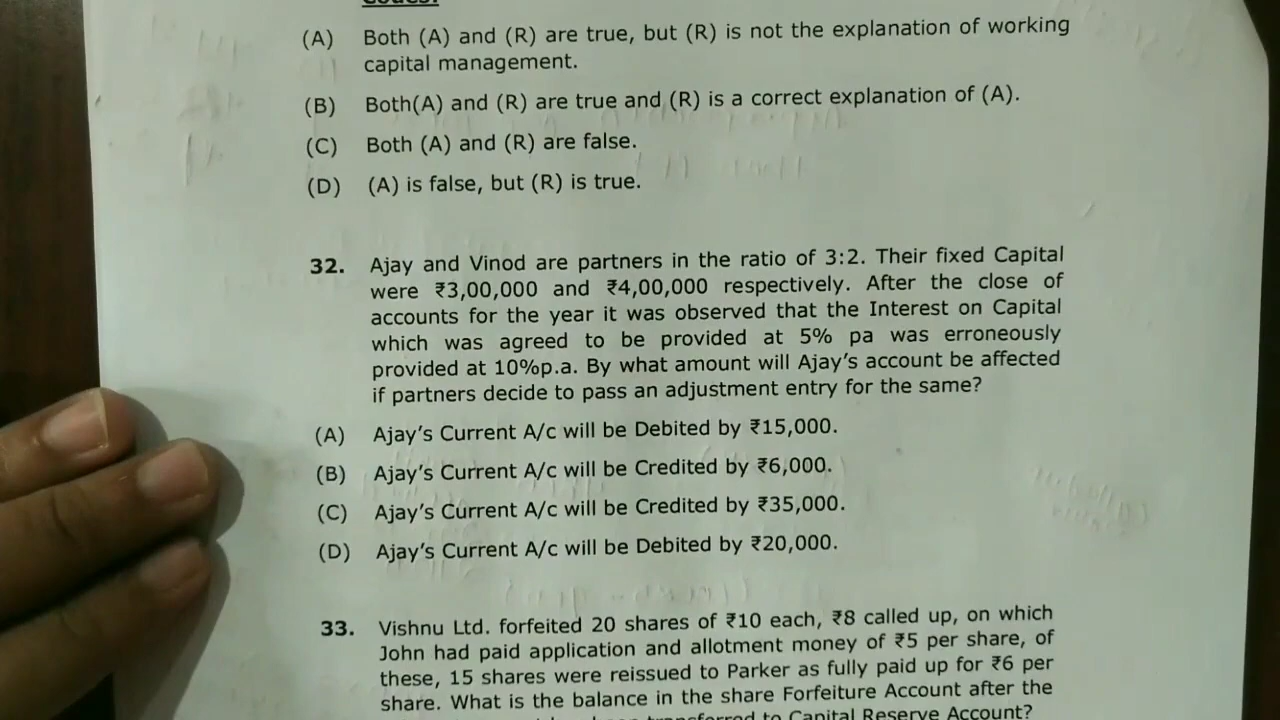 Codes:
(A) Both (A) and (R) are true, but (R) is not the explanation of working
capital management.
(B) Both(A) and (R) are true and (R) is a correct explanation of (A).
(C) Both (A) and (R) are false.
(D) (A) is false, but (R) is true.
32. Ajay and Vinod are partners in the ratio of 3:2. Their fixed Capital
were ₹3,00,000 and ₹4,00,000 respectively. After the close of
accounts for the year it was observed that the Interest on Capital
which was agreed to be provided at 5% pa was erroneously
provided at 10%p.a. By what amount will Ajay's account be affected
if partners decide to pass an adjustment entry for the same?
(A) Ajay's Current A/c will be Debited by ₹15,000.
(B) Ajay's Current A/c will be Credited by ₹6,000.
(C) Ajay's Current A/c will be Credited by ₹35,000.
(D) Ajay's Current A/c will be Debited by ₹20,000.
33. Vishnu Ltd. forfeited 20 shares of ₹10 each, ₹8 called up, on which
John had paid application and allotment money of ₹5 per share, of
these, 15 shares were reissued to Parker as fully paid up for ₹6 per
share. What is the balance in the share Forfeiture Account after the
transferred to Capital Reserve Account?